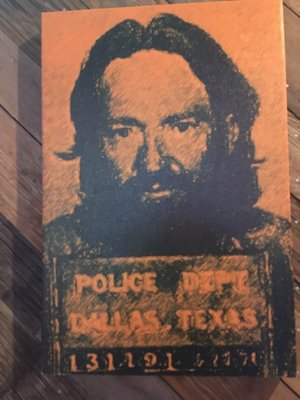 POLICE DEPT
DALLAS, TEXAS
131191